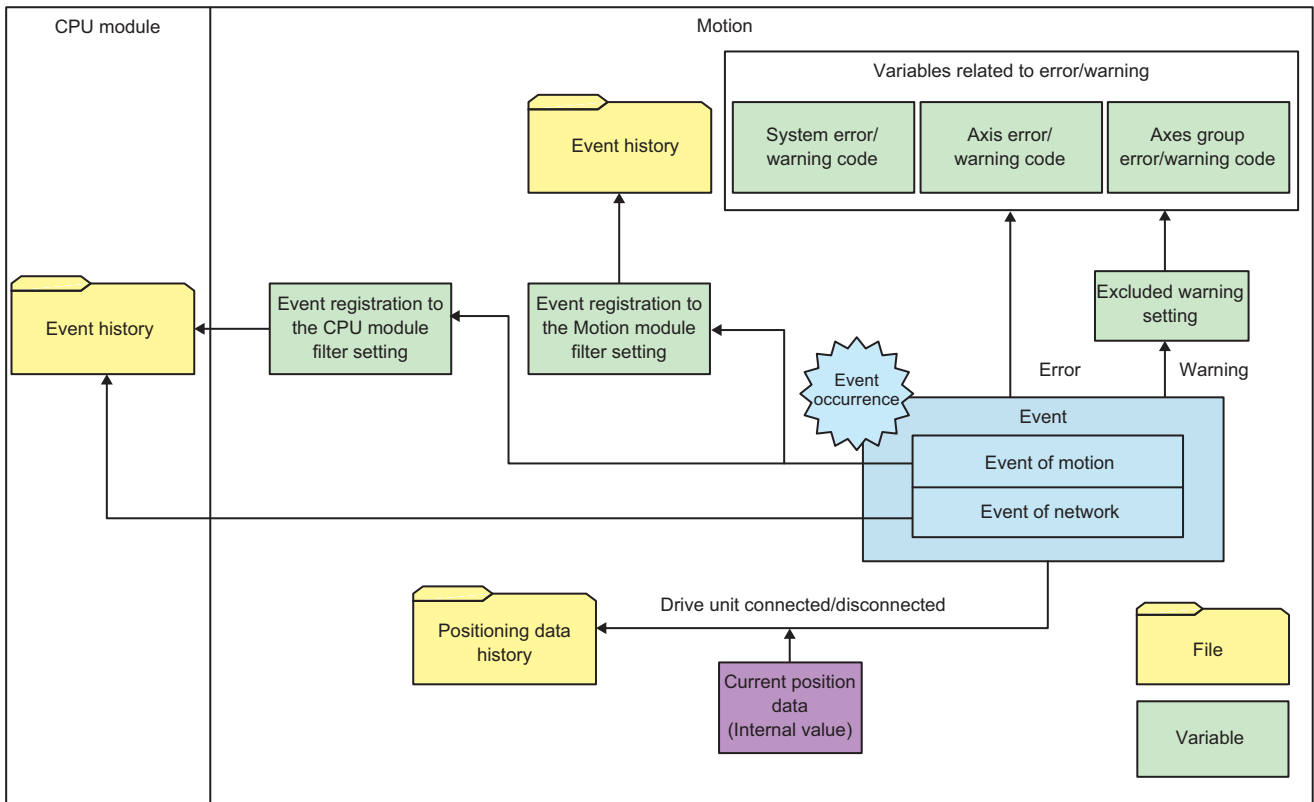 CPU module
Motion
Variables related to error/warning
System error/
warning code
Axis error/
warning code
Axes group
error/warning code
Event history
Event history
Event registration to
the CPU module
filter setting
Event registration to
the Motion module
filter setting
Excluded warning
setting
Error
Warning
Event
occurrence
Event
Event of motion
Event of network
Drive unit connected/disconnected
Positioning data
history
Current position
data
(Internal value)
File
Variable